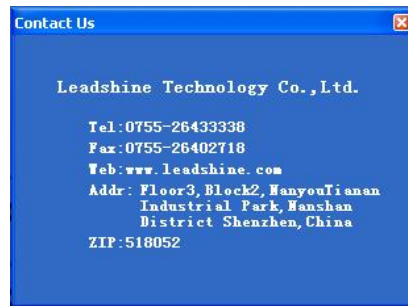 Contact Us
Leadshine Technology Co.,Ltd.
Tel:0755-26433338
Fax:0755-26402718
Web:www.leadshine.com
Addr: Floor3,Block2,NanyouTianan
Industrial Park,Nanshan
District Shenzhen,China
ZIP:518052